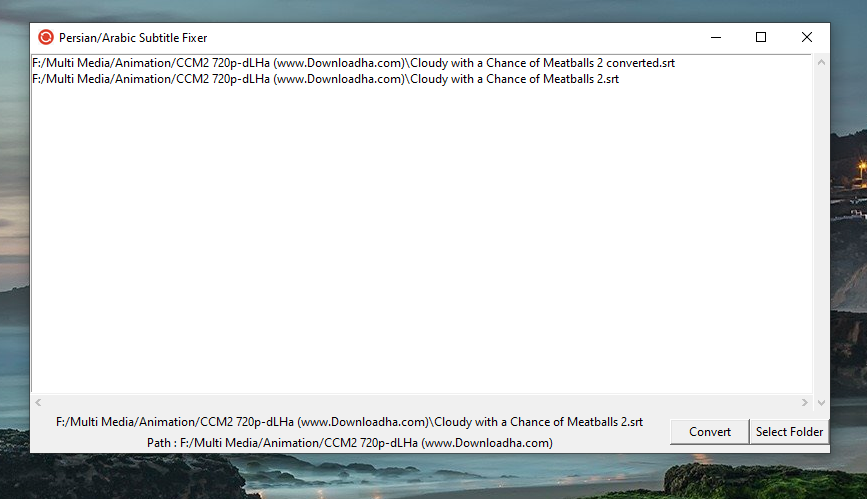 Persian/Arabic Subtitle Fixer
F:/Multi Media/Animation/CCM2 720p-dLHa (www.Downloadha.com)\Cloudy with a Chance of Meatballs 2 converted.srt
F:/Multi Media/Animation/CCM2 720p-dLHa (www.Downloadha.com)\Cloudy with a Chance of Meatballs 2.srt
F:/Multi Media/Animation/CCM2 720p-dLHa (www.Downloadha.com)\Cloudy with a Chance of Meatballs 2.srt
Path : F:/Multi Media/Animation/CCM2 720p-dLHa (www.Downloadha.com)
Convert
Select Folder